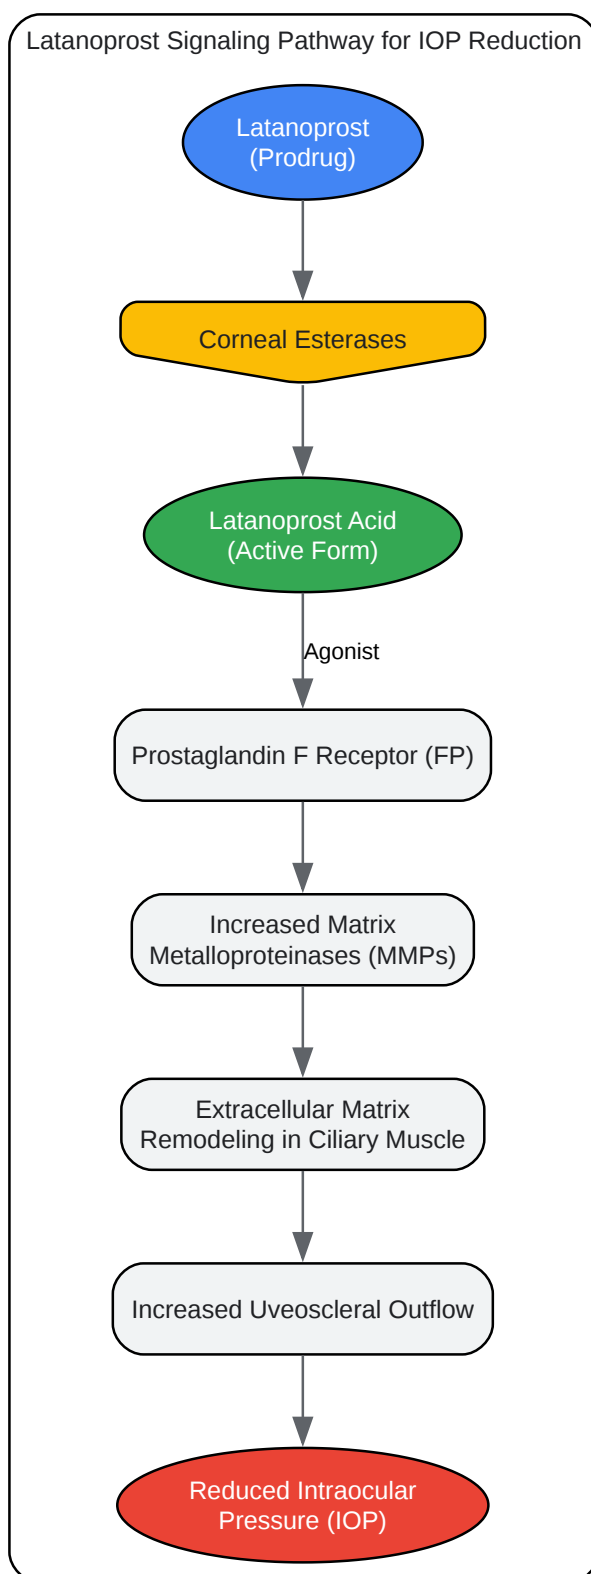 Latanoprost Signaling Pathway for IOP Reduction
Latanoprost
(Prodrug)
Corneal Esterases
Latanoprost Acid
(Active Form)
Agonist
Prostaglandin F Receptor (FP)
Increased Matrix
Metalloproteinases (MMPs)
Extracellular Matrix
Remodeling in Ciliary Muscle
Increased Uveoscleral Outflow
Reduced Intraocular
Pressure (IOP)